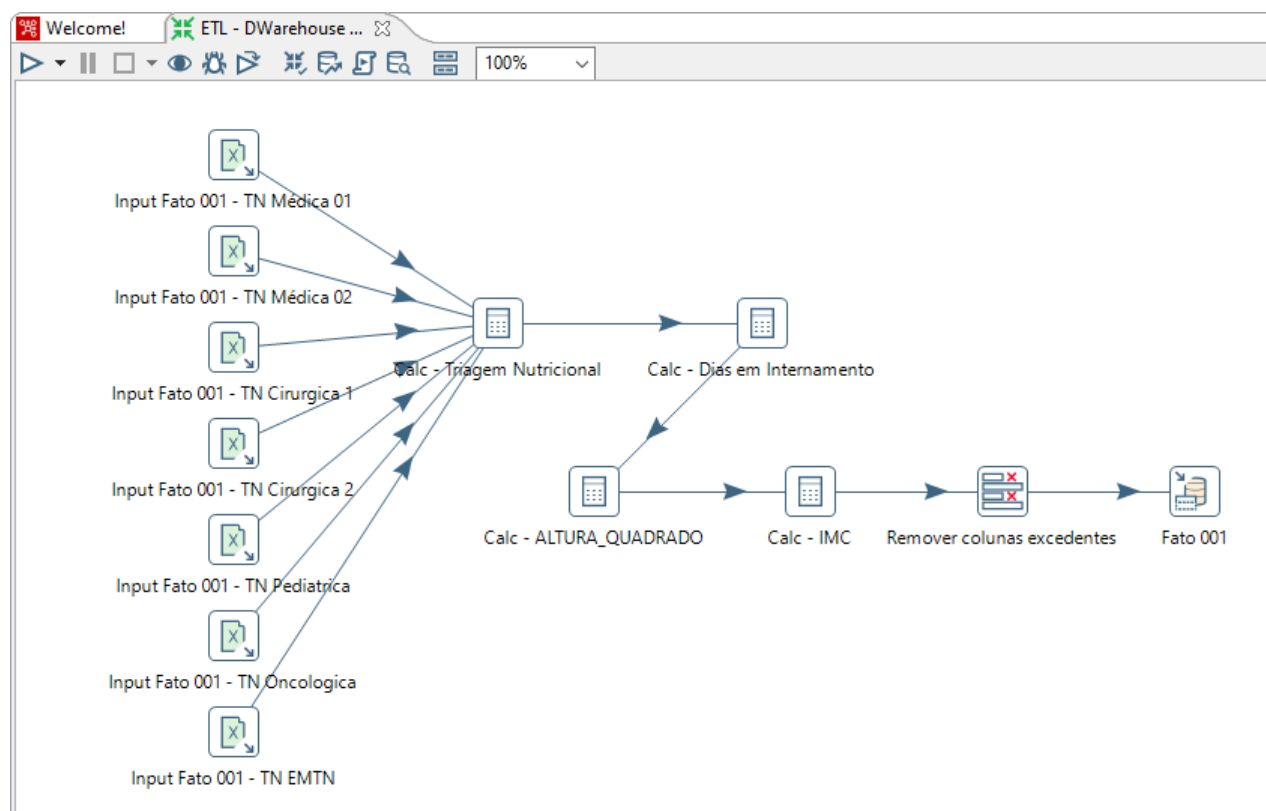 Welcome!
ETL - DWarehouse ...
100%
Input Fato 001 - TN Médica 01
Input Fato 001 - TN Médica 02
Calc - Triagem Nutricional
Calc - Dias em Internamento
Input Fato 001 - TN Cirurgica 1
Input Fato 001 - TN Cirurgica 2
Calc - ALTURA_QUADRADO
Calc - IMC
Remover colunas excedentes
Fato 001
Input Fato 001 - TN Pediatrica
Input Fato 001 - TN Oncologica
Input Fato 001 - TN EMTN